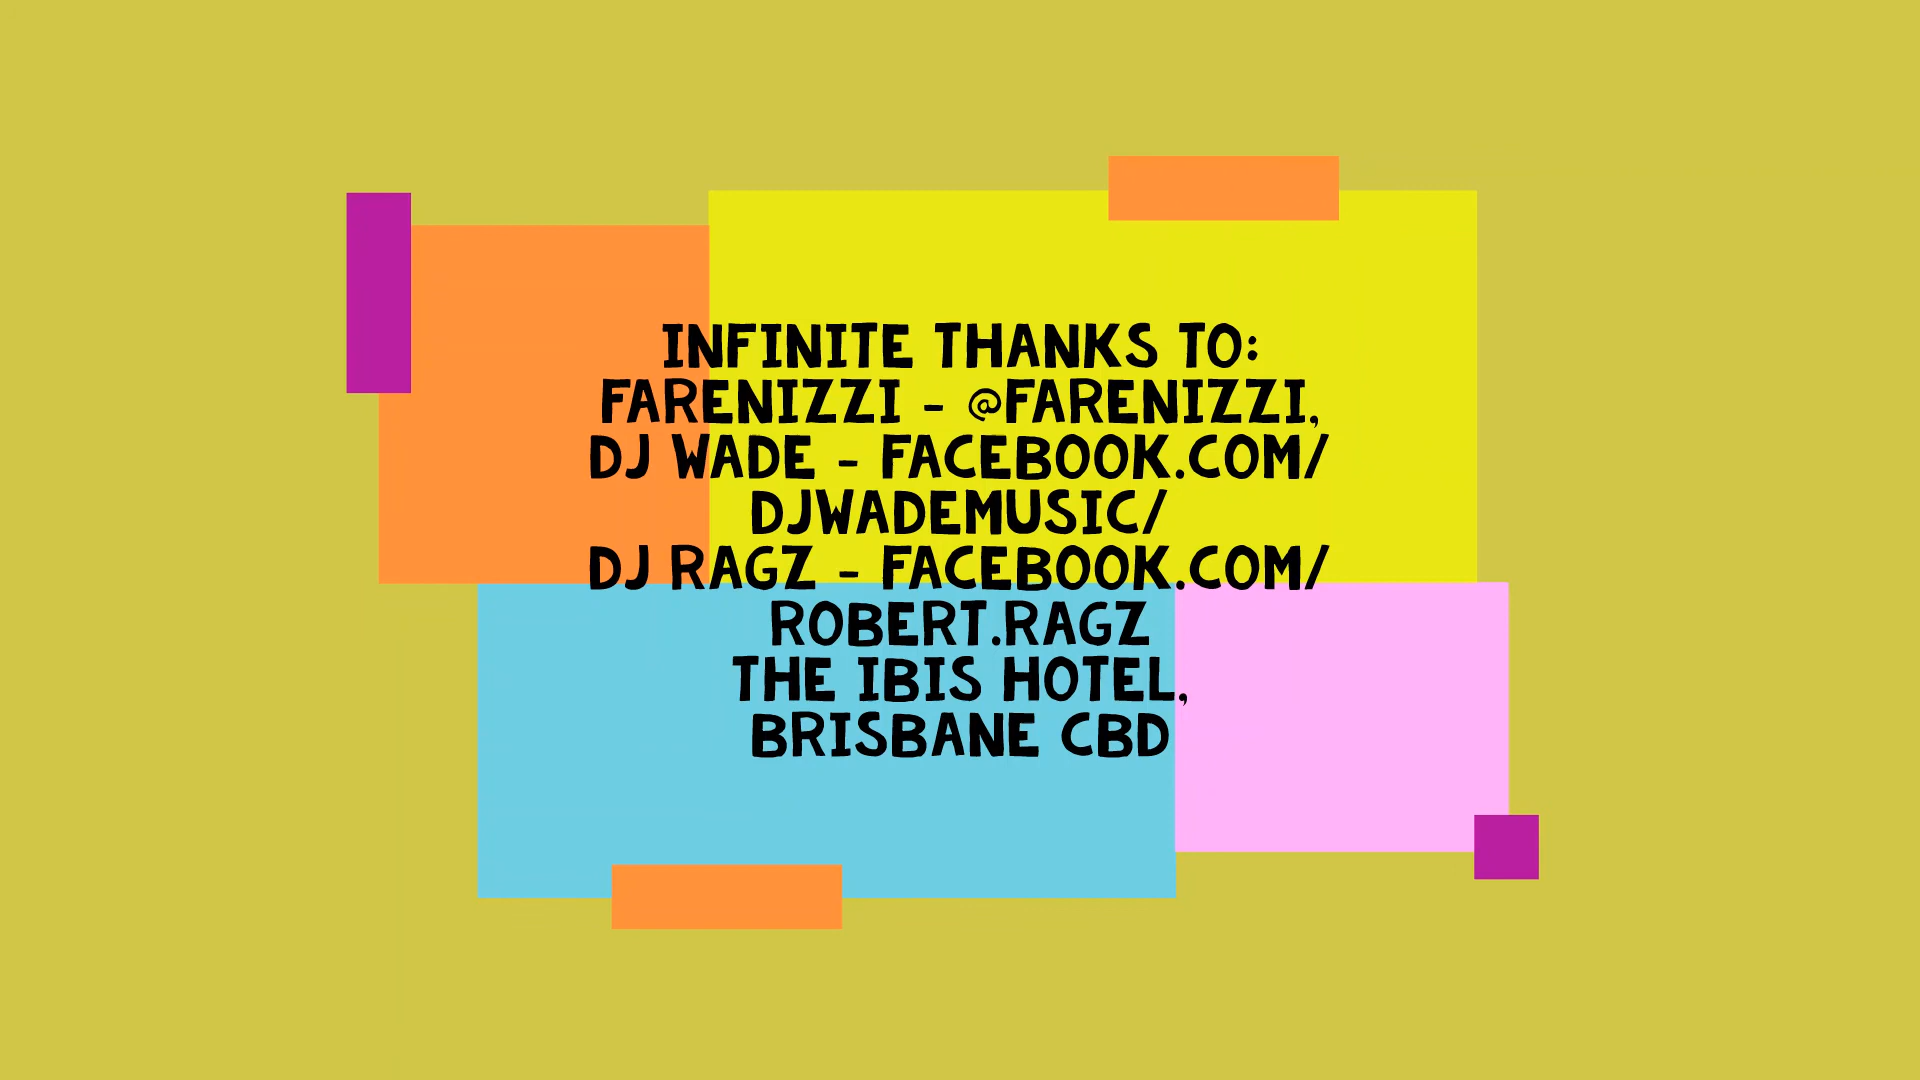 INFINITE THANKS TO:
FARENIZZI - @FARENIZZI,
DJ WADE - FACEBOOK.COM/
DJWADEMUSIC/
DJ RAGZ - FACEBOOK.COM/
ROBERT.RAGZ
THE IBIS HOTEL,
BRISBANE CBD